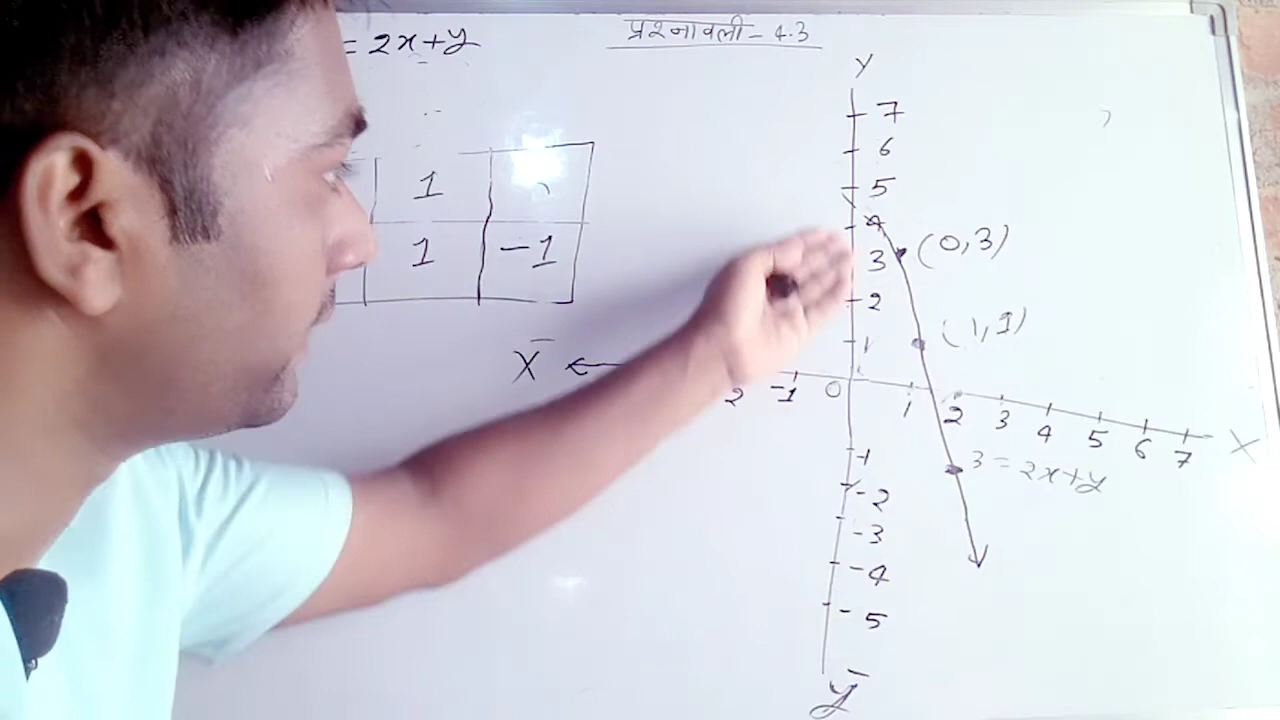 प्रश्नावली - 4.3
= 2x+y
1
1 -1
Y
7
6
5
4
3 (0,3)
2
1 (1,1)
X̄
2 -1 0 1 2 3 4 5 6 7 X
-1
3 = 2x+y
-2
-3
-4
-5
Ȳ